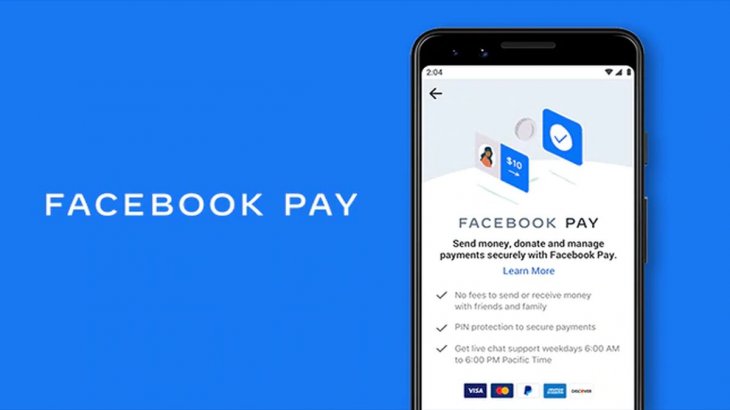 FACEBOOK PAY
2:04
$10
FACEBOOK PAY
Send money, donate and manage
payments securely with Facebook Pay.
Learn More
No fees to send or receive money
with friends and family
PIN protection to secure payments
Get live chat support weekdays 6:00 AM
to 6:00 PM Pacific Time
VISA DISCOVER